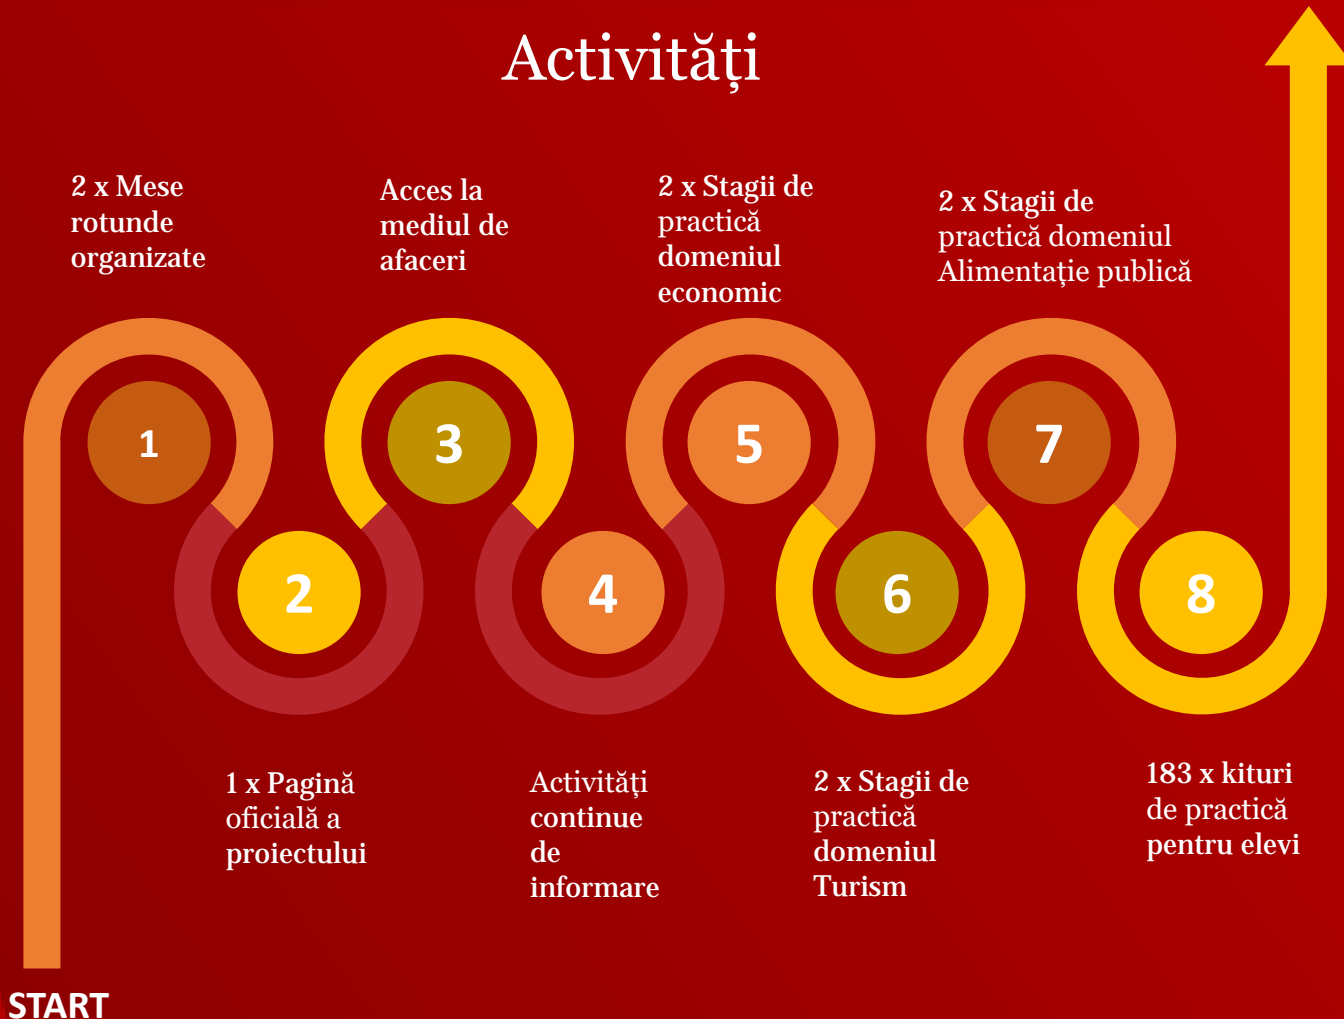 Activități
2 x Mese
rotunde
organizate
Acces la
mediul de
afaceri
2 x Stagii de
practică
domeniul
economic
2 x Stagii de
practică domeniul
Alimentație publică
1
3
5
7
2
4
6
8
1 x Pagină
oficială a
proiectului
Activități
continue
de
informare
2 x Stagii de
practică
domeniul
Turism
183 x kituri
de practică
pentru elevi
START